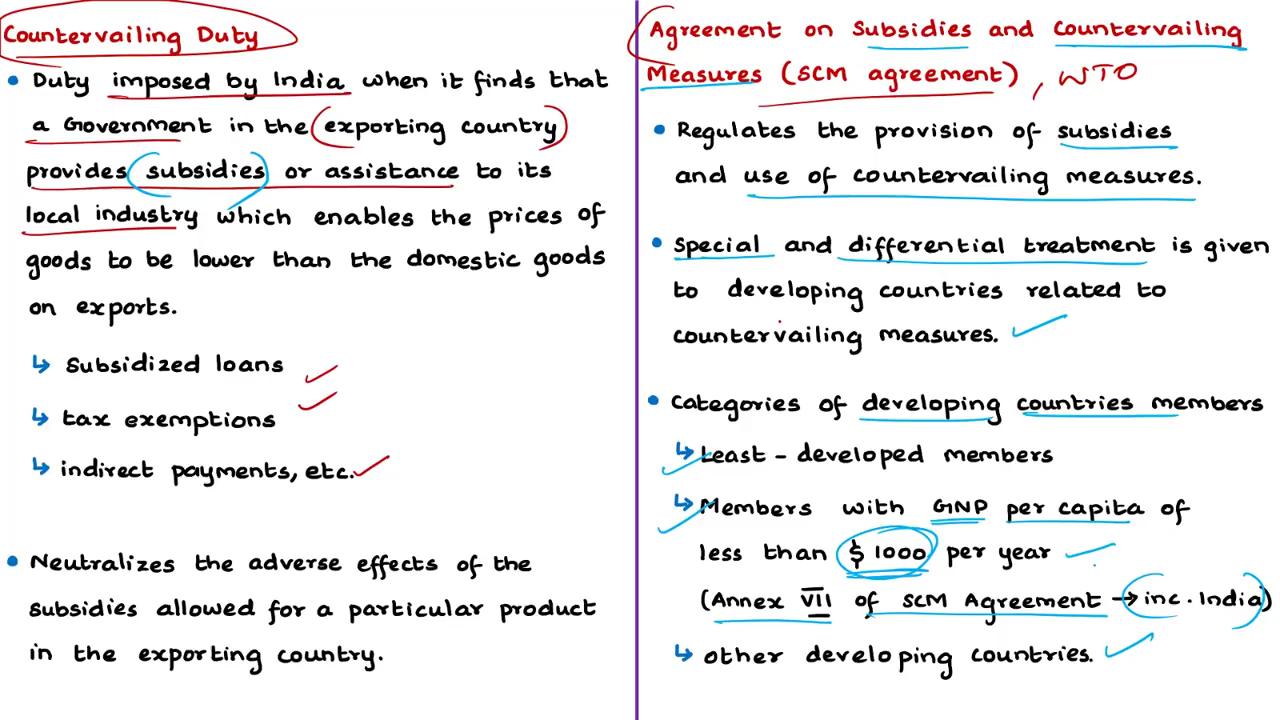 Countervailing Duty
• Duty imposed by India when it finds that
a Government in the (exporting country)
provides (subsidies) or assistance to its
local industry which enables the prices of
goods to be lower than the domestic goods
on exports.
↳ Subsidized loans
↳ tax exemptions
↳ indirect payments, etc.
• Neutralizes the adverse effects of the
subsidies allowed for a particular product
in the exporting country.
Agreement on Subsidies and Countervailing
Measures (SCM agreement), WTO
• Regulates the provision of subsidies
and use of countervailing measures.
• Special and differential treatment is given
to developing countries related to
countervailing measures.
• Categories of developing countries members
↳ Least-developed members
↳ Members with GNP per capita of
less than $1000 per year
(Annex VII of SCM Agreement → inc. India)
↳ other developing countries.